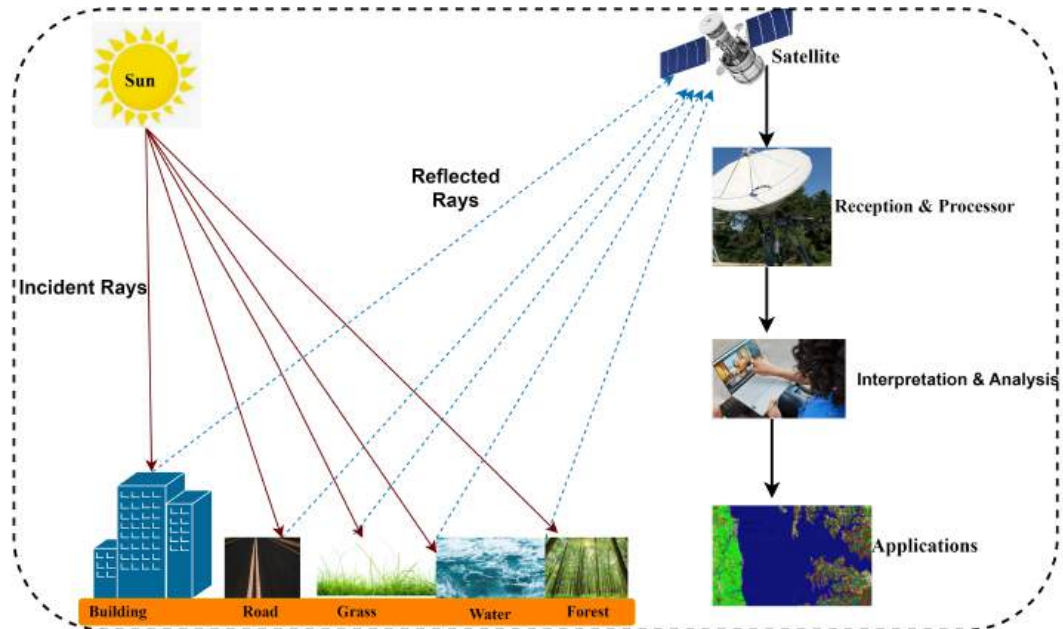 Sun
Satellite
Reflected
Rays
Reception & Processor
Incident Rays
Interpretation & Analysis
Applications
Building
Road
Grass
Water
Forest